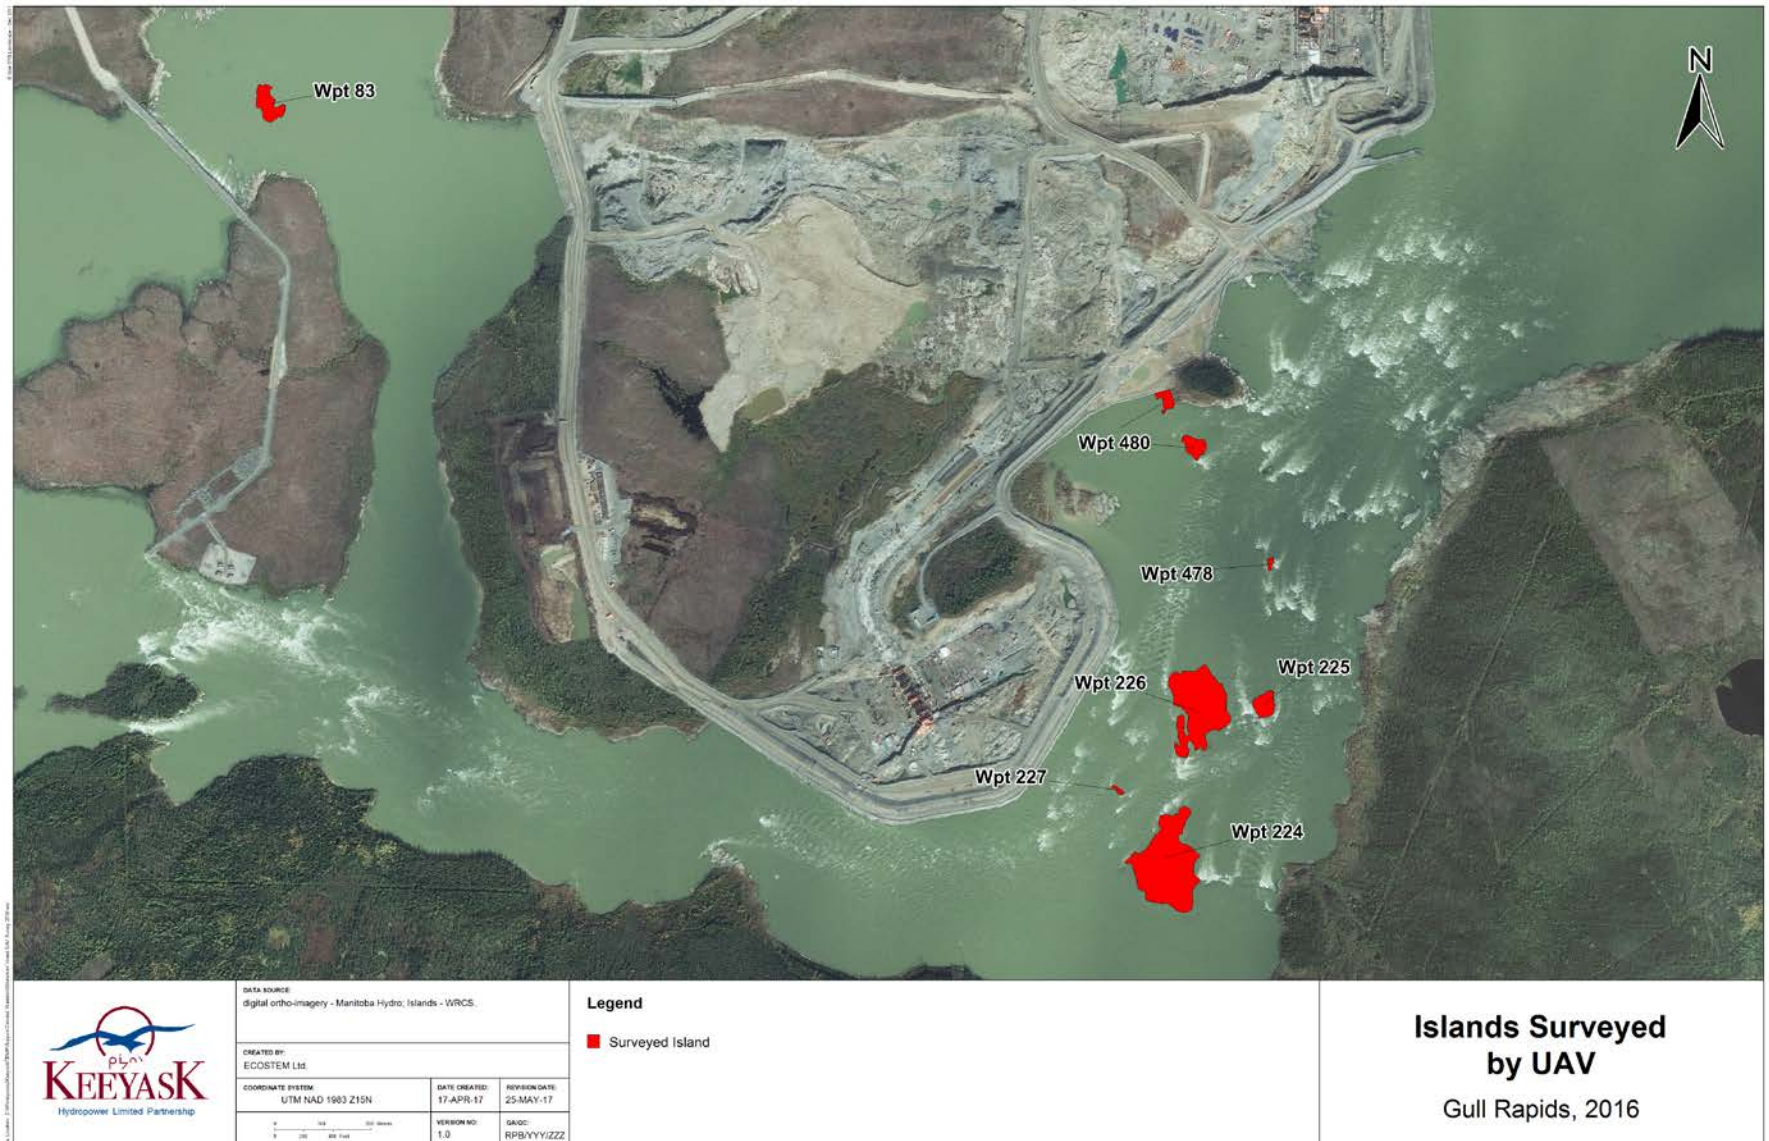 Wpt 83
N
Wpt 480
Wpt 478
Wpt 225
Wpt 226
Wpt 227
Wpt 224
KEEYASK
Hydropower Limited Partnership
DATA SOURCE:
digital ortho-imagery - Manitoba Hydro; Islands - WRCS.
CREATED BY:
ECOSTEM Ltd.
COORDINATE SYSTEM:
UTM NAD 1983 Z15N
DATE CREATED:
17-APR-17
REVISION DATE:
25-MAY-17
VERSION NO:
1.0
QA/QC:
RPB/YYY/ZZZ
Legend
Surveyed Island
Islands Surveyed
by UAV
Gull Rapids, 2016